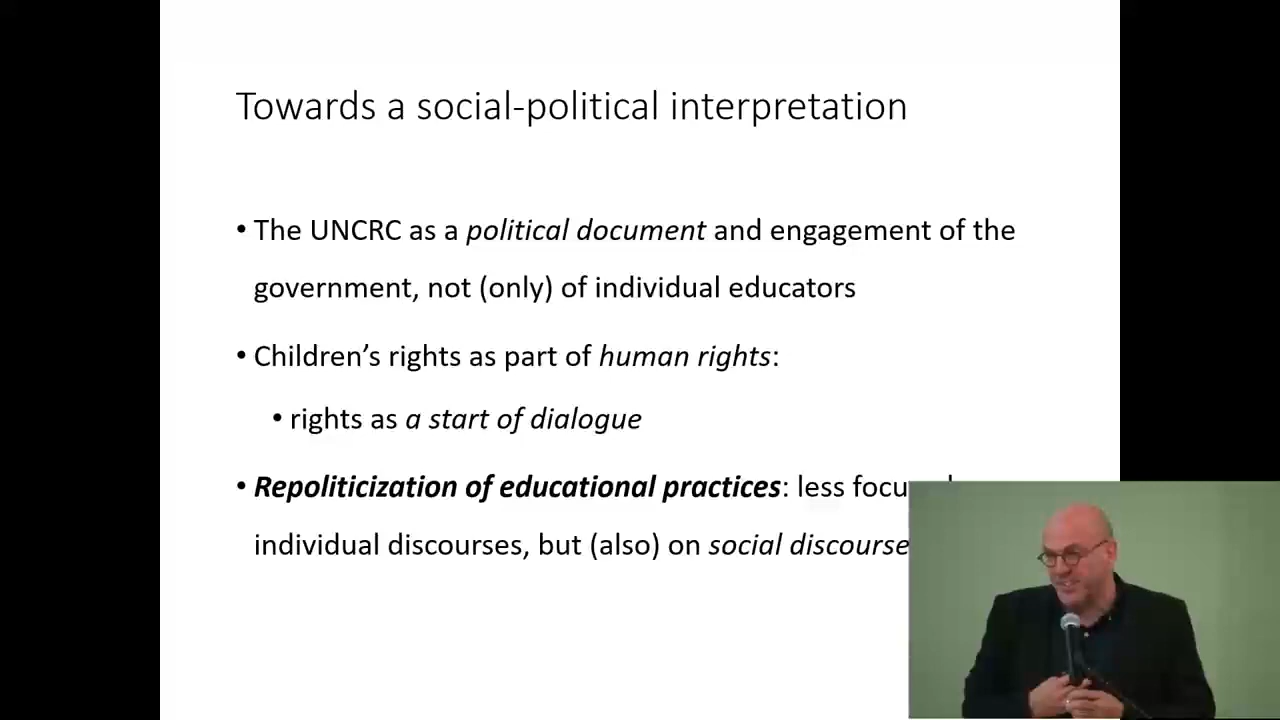 Towards a social-political interpretation
• The UNCRC as a political document and engagement of the
government, not (only) of individual educators
• Children’s rights as part of human rights:
• rights as a start of dialogue
• Repoliticization of educational practices: less
individual discourses, but (also) on social discourse